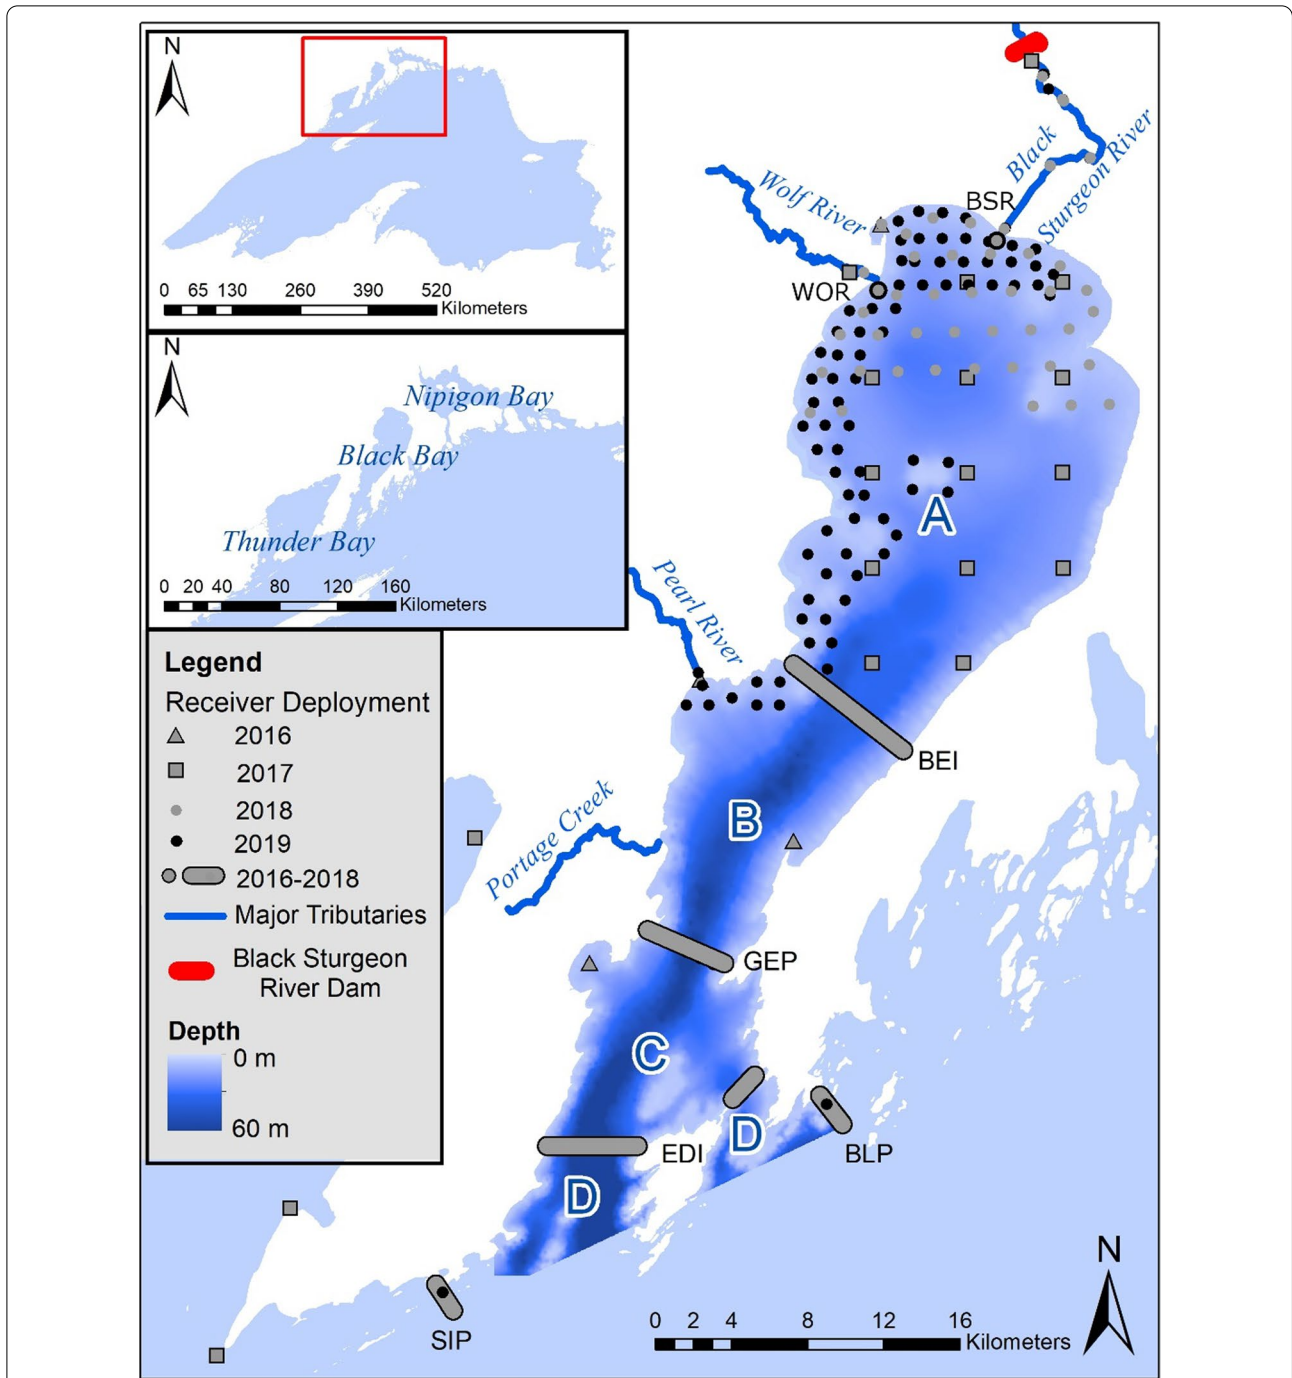 N
0 65 130 260 390 520
Kilometers
N
Nipigon Bay
Black Bay
Thunder Bay
0 20 40 80 120 160
Kilometers
Legend
Receiver Deployment
2016
2017
2018
2019
2016-2018
Major Tributaries
Black Sturgeon
River Dam
Depth
0 m
60 m
Black
Sturgeon River
BSR
Wolf River
WOR
A
Pearl River
BEI
B
Portage Creek
GEP
C
D
BLP
EDI
D
SIP
N
0 2 4 8 12 16
Kilometers